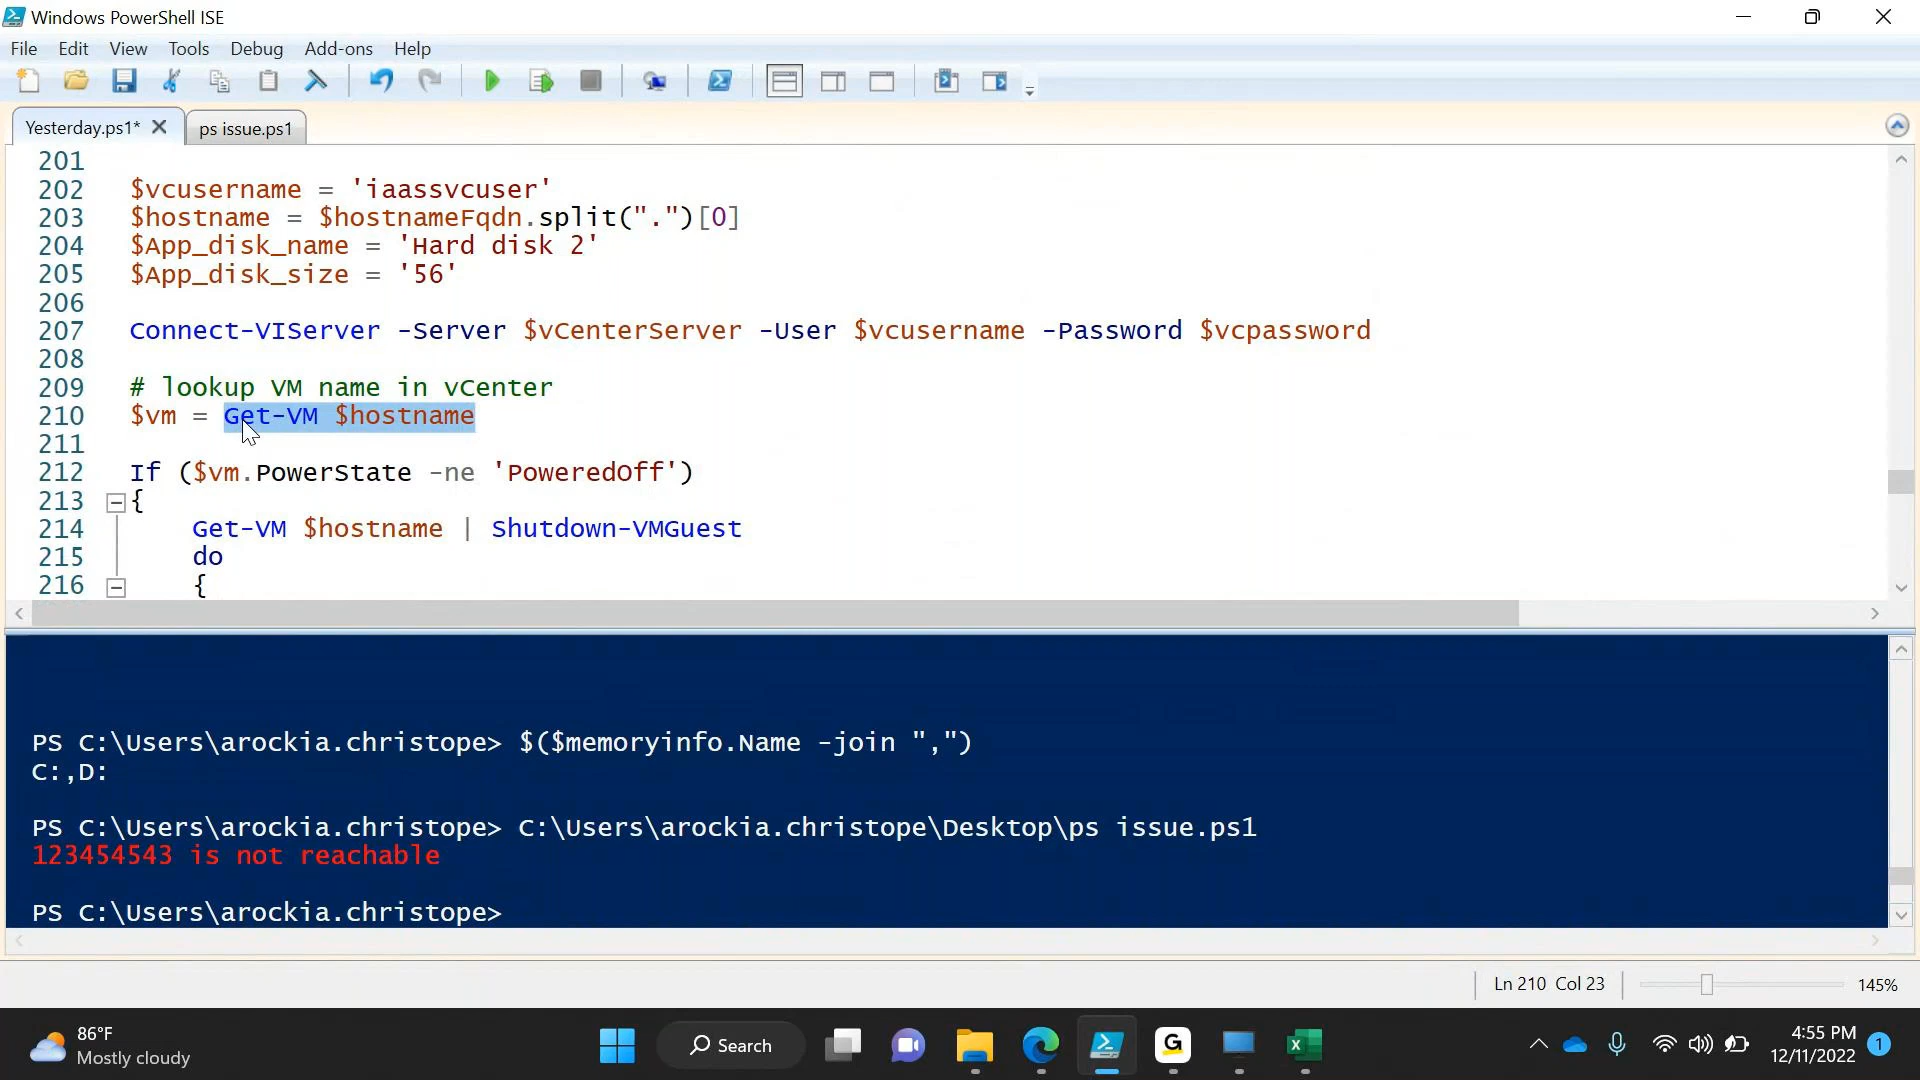 Windows PowerShell ISE
File Edit View Tools Debug Add-ons Help
Yesterday.ps1* ps issue.ps1
201
202 $vcusername = 'iaassvcuser'
203 $hostname = $hostnameFqdn.split(".")[0]
204 $App_disk_name = 'Hard disk 2'
205 $App_disk_size = '56'
206
207 Connect-VIServer -Server $vCenterServer -User $vcusername -Password $vcpassword
208
209 # lookup VM name in vCenter
210 $vm = Get-VM $hostname
211
212 If ($vm.PowerState -ne 'PoweredOff')
213 {
214 Get-VM $hostname | Shutdown-VMGuest
215 do
216 {
PS C:\Users\arockia.christope> $($memoryinfo.Name -join ",")
C:,D:
PS C:\Users\arockia.christope> C:\Users\arockia.christope\Desktop\ps issue.ps1
123454543 is not reachable
PS C:\Users\arockia.christope>
Ln 210 Col 23 145%
86°F
Mostly cloudy
Search
G
X
4:55 PM
12/11/2022
1